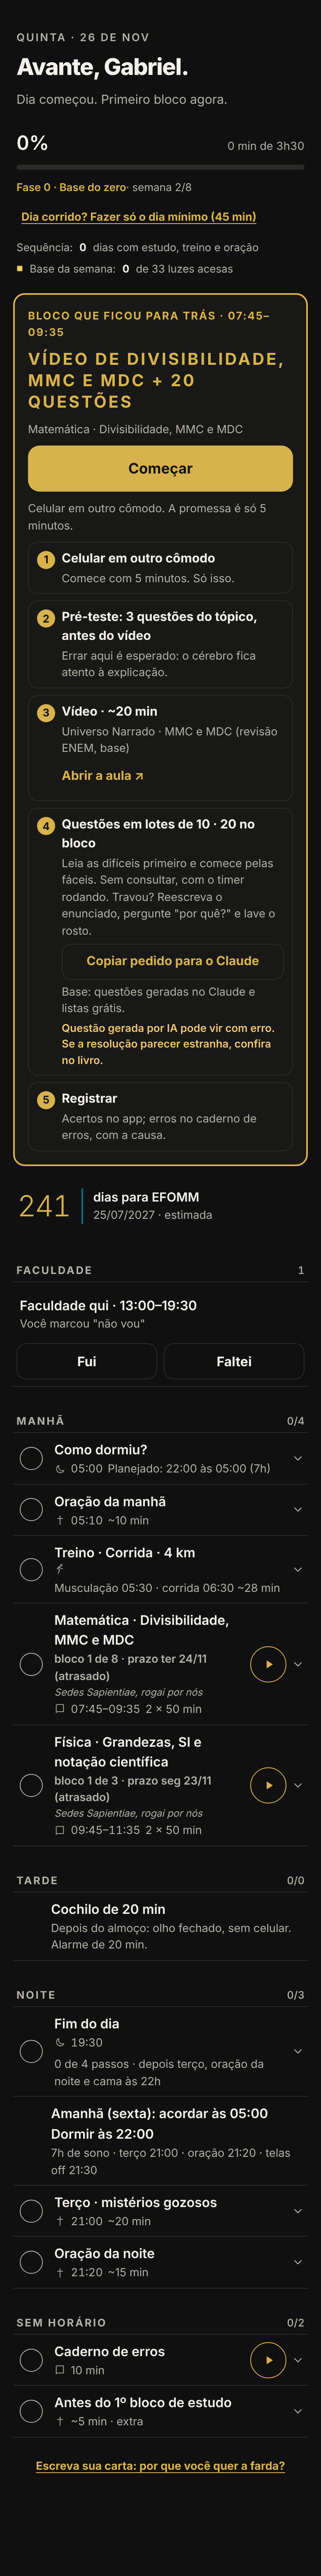 QUINTA · 26 DE NOV
Avante, Gabriel.
Dia começou. Primeiro bloco agora.
0%
0 min de 3h30
Fase 0 · Base do zero· semana 2/8
Dia corrido? Fazer só o dia mínimo (45 min)
Sequência: 0 dias com estudo, treino e oração
Base da semana: 0 de 33 luzes acesas
BLOCO QUE FICOU PARA TRÁS · 07:45–
09:35
VÍDEO DE DIVISIBILIDADE,
MMC E MDC + 20
QUESTÕES
Matemática · Divisibilidade, MMC e MDC
Começar
Celular em outro cômodo. A promessa é só 5
minutos.
1
Celular em outro cômodo
Comece com 5 minutos. Só isso.
2
Pré-teste: 3 questões do tópico,
antes do vídeo
Errar aqui é esperado: o cérebro fica
atento à explicação.
3
Vídeo · ~20 min
Universo Narrado · MMC e MDC (revisão
ENEM, base)
Abrir a aula ↗
4
Questões em lotes de 10 · 20 no
bloco
Leia as difíceis primeiro e comece pelas
fáceis. Sem consultar, com o timer
rodando. Travou? Reescreva o
enunciado, pergunte "por quê?" e lave o
rosto.
Copiar pedido para o Claude
Base: questões geradas no Claude e
listas grátis.
Questão gerada por IA pode vir com erro.
Se a resolução parecer estranha, confira
no livro.
5
Registrar
Acertos no app; erros no caderno de
erros, com a causa.
241
dias para EFOMM
25/07/2027 · estimada
FACULDADE
1
Faculdade qui · 13:00–19:30
Você marcou "não vou"
Fui
Faltei
MANHÃ
0/4
Como dormiu?
05:00 Planejado: 22:00 às 05:00 (7h)
Oração da manhã
05:10 ~10 min
Treino · Corrida · 4 km
Musculação 05:30 · corrida 06:30 ~28 min
Matemática · Divisibilidade,
MMC e MDC
bloco 1 de 8 · prazo ter 24/11
(atrasado)
Sedes Sapientiae, rogai por nós
07:45–09:35 2 × 50 min
Física · Grandezas, SI e
notação científica
bloco 1 de 3 · prazo seg 23/11
(atrasado)
Sedes Sapientiae, rogai por nós
09:45–11:35 2 × 50 min
TARDE
0/0
Cochilo de 20 min
Depois do almoço: olho fechado, sem celular.
Alarme de 20 min.
NOITE
0/3
Fim do dia
19:30
0 de 4 passos · depois terço, oração da
noite e cama às 22h
Amanhã (sexta): acordar às 05:00
Dormir às 22:00
7h de sono · terço 21:00 · oração 21:20 · telas
off 21:30
Terço · mistérios gozosos
21:00 ~20 min
Oração da noite
21:20 ~15 min
SEM HORÁRIO
0/2
Caderno de erros
10 min
Antes do 1º bloco de estudo
~5 min · extra
Escreva sua carta: por que você quer a farda?